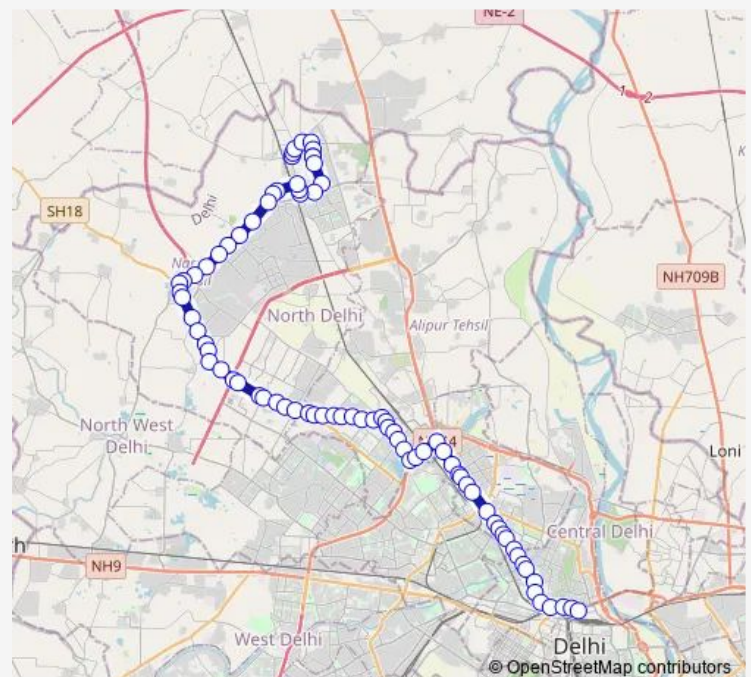 NE-2
1
2
K
Delhi
SH18
NH709B
North Delhi
Alipur Tehsil
North West
Delhi
Loni
Central Delhi
h
NH9
West Delhi
Delhi
© OpenStreetMap contributors